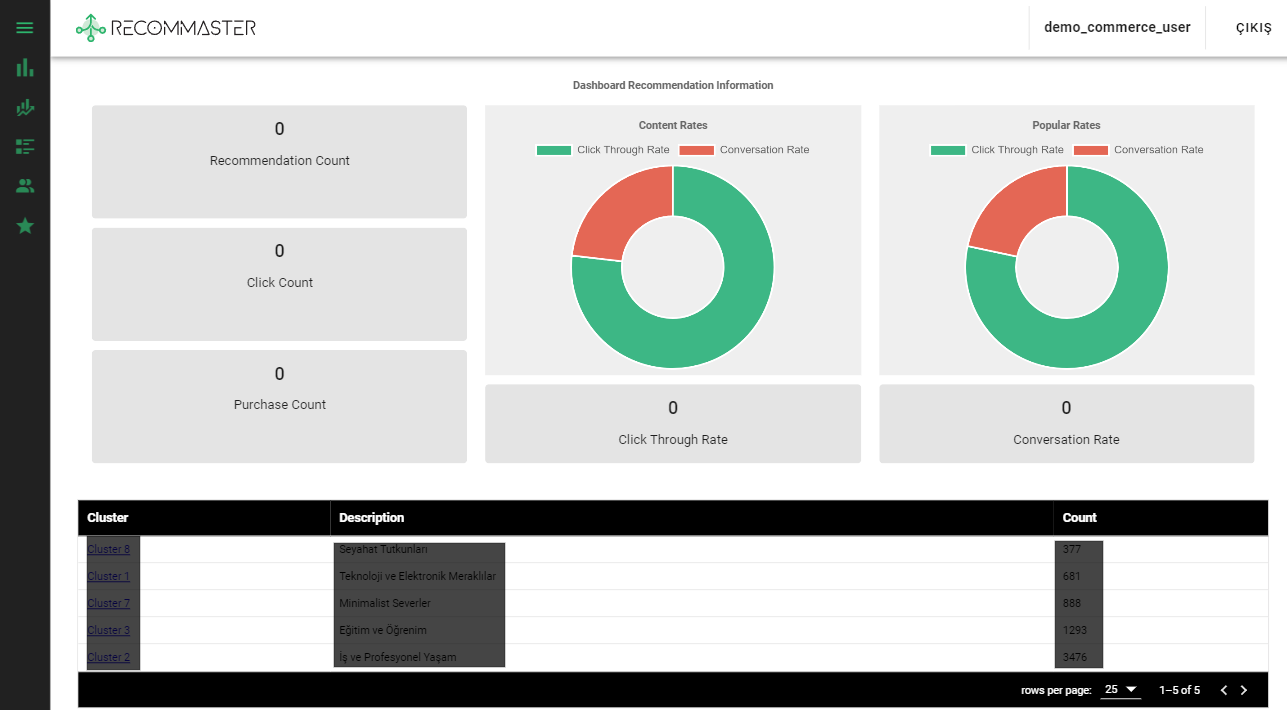 RECOMMASTER
demo_commerce_user
ÇIKIŞ
Dashboard Recommendation Information
0
Recommendation Count
0
Click Count
0
Purchase Count
Content Rates
Click Through Rate Conversation Rate
0
Click Through Rate
Popular Rates
Click Through Rate Conversation Rate
0
Conversation Rate
Cluster Description Count
Cluster 8 Seyahat Tutkunları 377
Cluster 1 Teknoloji ve Elektronik Meraklılar 681
Cluster 7 Minimalist Severler 888
Cluster 3 Eğitim ve Öğrenim 1293
Cluster 2 İş ve Profesyonel Yaşam 3476
rows per page: 25 1–5 of 5